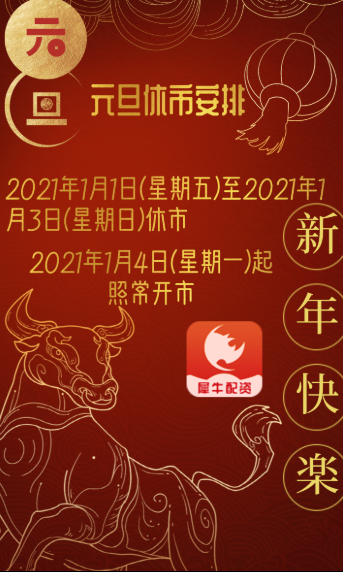 元
旦
元旦休市安排
2021年1月1日(星期五)至2021年1
月3日(星期日)休市
2021年1月4日(星期一)起
照常开市
新
年
快
楽
犀牛配资